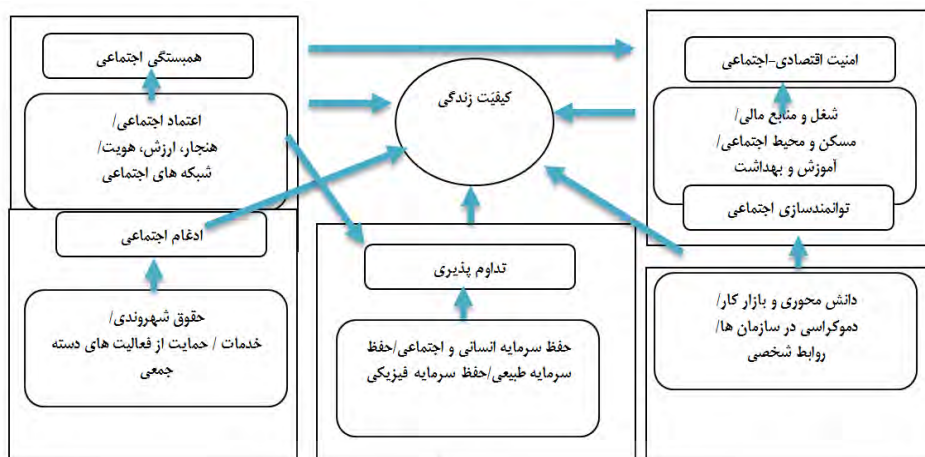 امنیت اقتصادی-اجتماعی
شغل و منابع مالی/
مسکن و محیط اجتماعی/
آموزش و بهداشت
توانمندسازی اجتماعی
دانش محوری و بازار کار/
دموکراسی در سازمان ها/
روابط شخصی
کیفیّت زندگی
تداوم پذیری
حفظ سرمایه انسانی و اجتماعی/حفظ
سرمایه طبیعی/حفظ سرمایه فیزیکی
همبستگی اجتماعی
اعتماد اجتماعی/
هنجار، ارزش، هویت/
شبکه های اجتماعی
ادغام اجتماعی
حقوق شهروندی/
خدمات / حمایت از فعالیت های دسته
جمعی